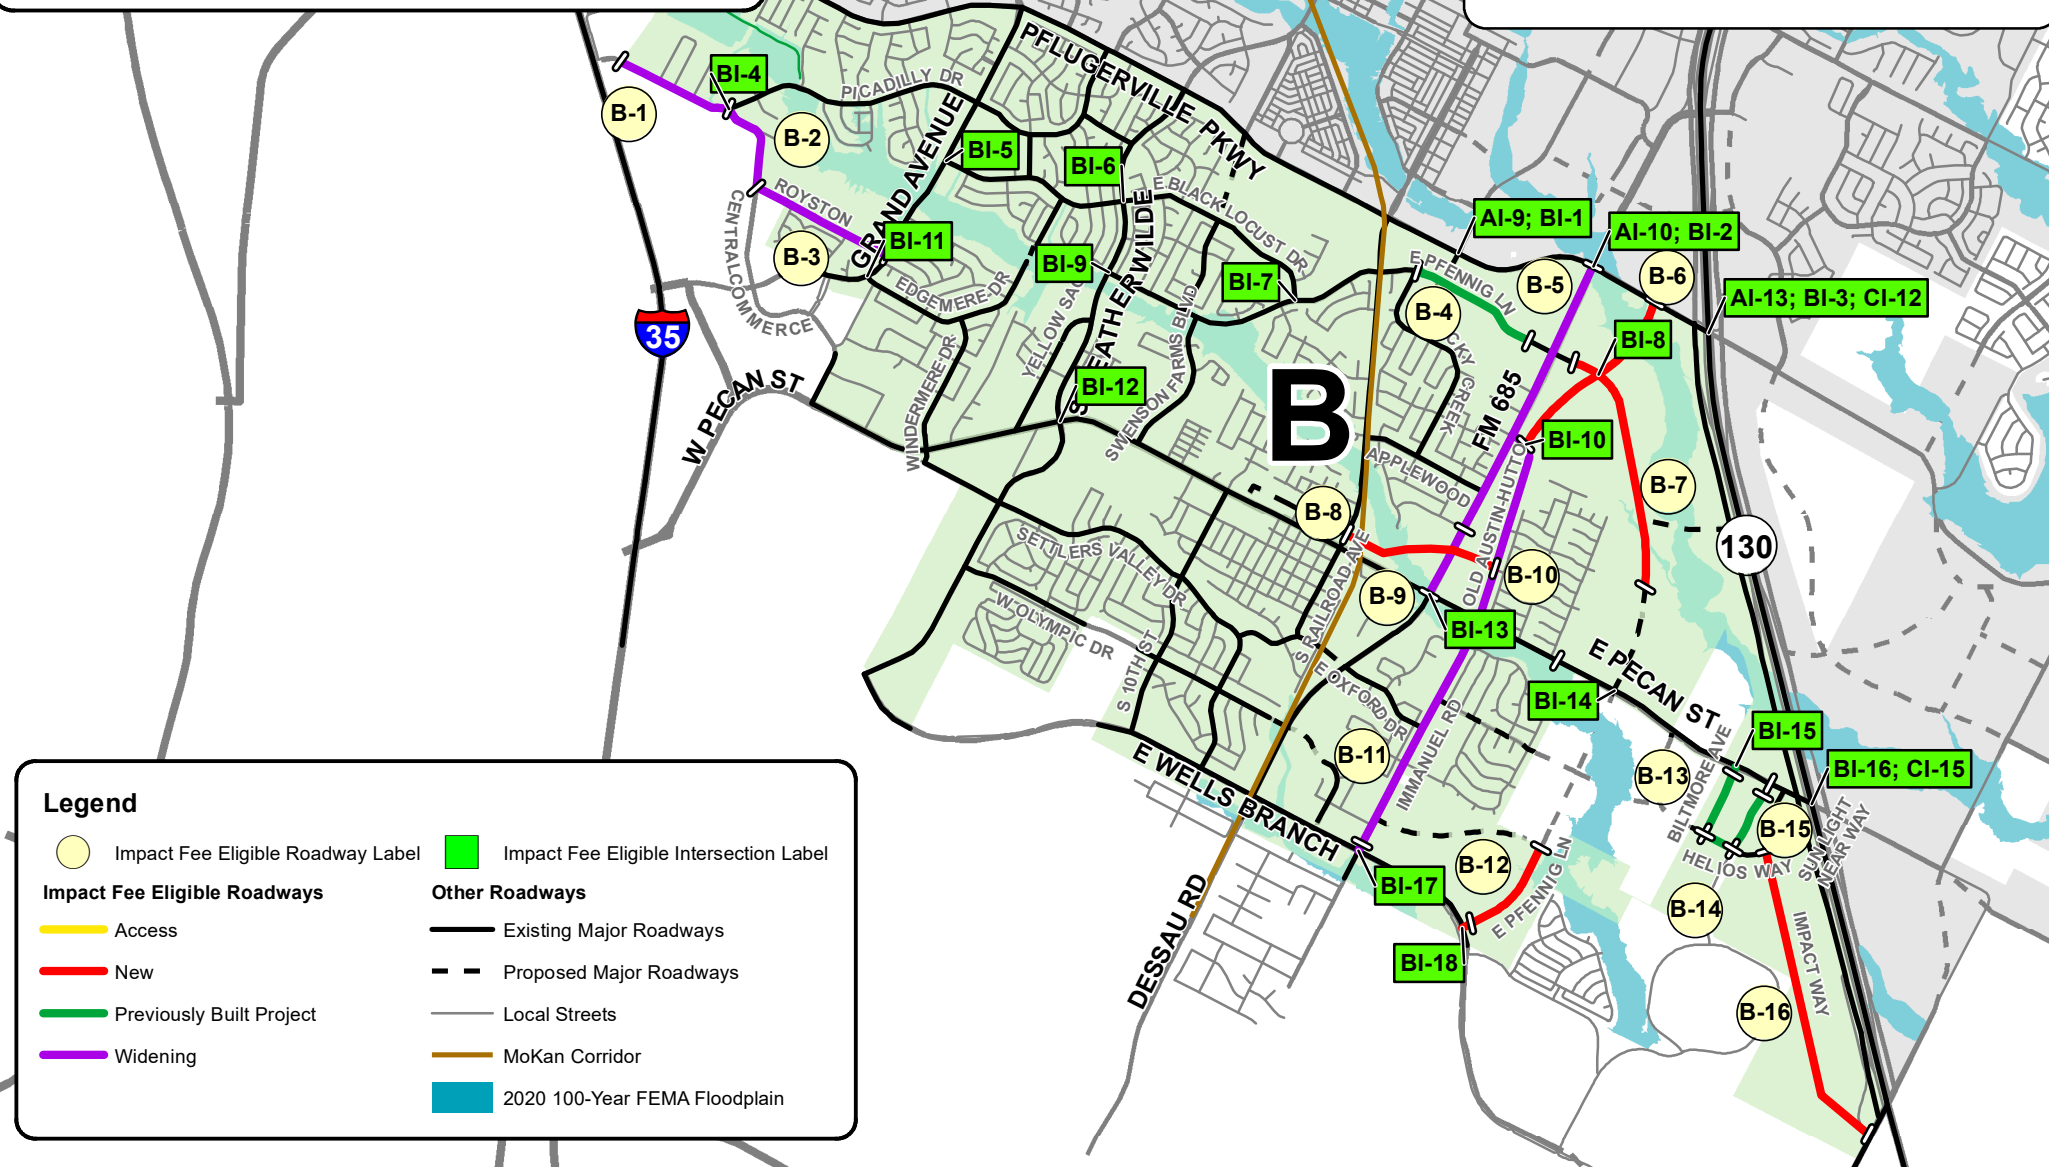 PFLUGERVILLE PKWY
BI-4
PICADILLY DR
B-1
B-2
GRAND AVENUE
BI-5
BI-6
E BLACK LOCUST DR
ROYSTON
CENTRALCOMMERCE
B-3
BI-11
EDGEMERE DR
BI-9
BI-7
AI-9; BI-1
AI-10; BI-2
E PFENNIG LN
B-5
B-6
AI-13; BI-3; CI-12
B-4
BI-8
35
W PECAN ST
WINDERMERE DR
BI-12
SWENSON FARMS BLVD
B
CREEK
FM 685
BI-10
APPLEWOOD
OLD AUSTIN-HUTTO
B-7
B-8
130
SETTLERS VALLEY DR
W OLYMPIC DR
S 10TH ST
S RAILROAD AVE
B-9
B-10
BI-13
E PECAN ST
E OXFORD DR
BI-14
IMMANUEL RD
B-11
BI-15
B-13
BILTMORE AVE
BI-16; CI-15
B-15
SUNLIGHT
NEAR WAY
HELIOS WAY
E WELLS BRANCH
BI-17
B-12
E PFENNIG LN
B-14
BI-18
DESSAU RD
IMPACT WAY
B-16
Legend
Impact Fee Eligible Roadway Label
Impact Fee Eligible Intersection Label
Impact Fee Eligible Roadways
Other Roadways
Access
Existing Major Roadways
New
Proposed Major Roadways
Previously Built Project
Local Streets
Widening
MoKan Corridor
2020 100-Year FEMA Floodplain